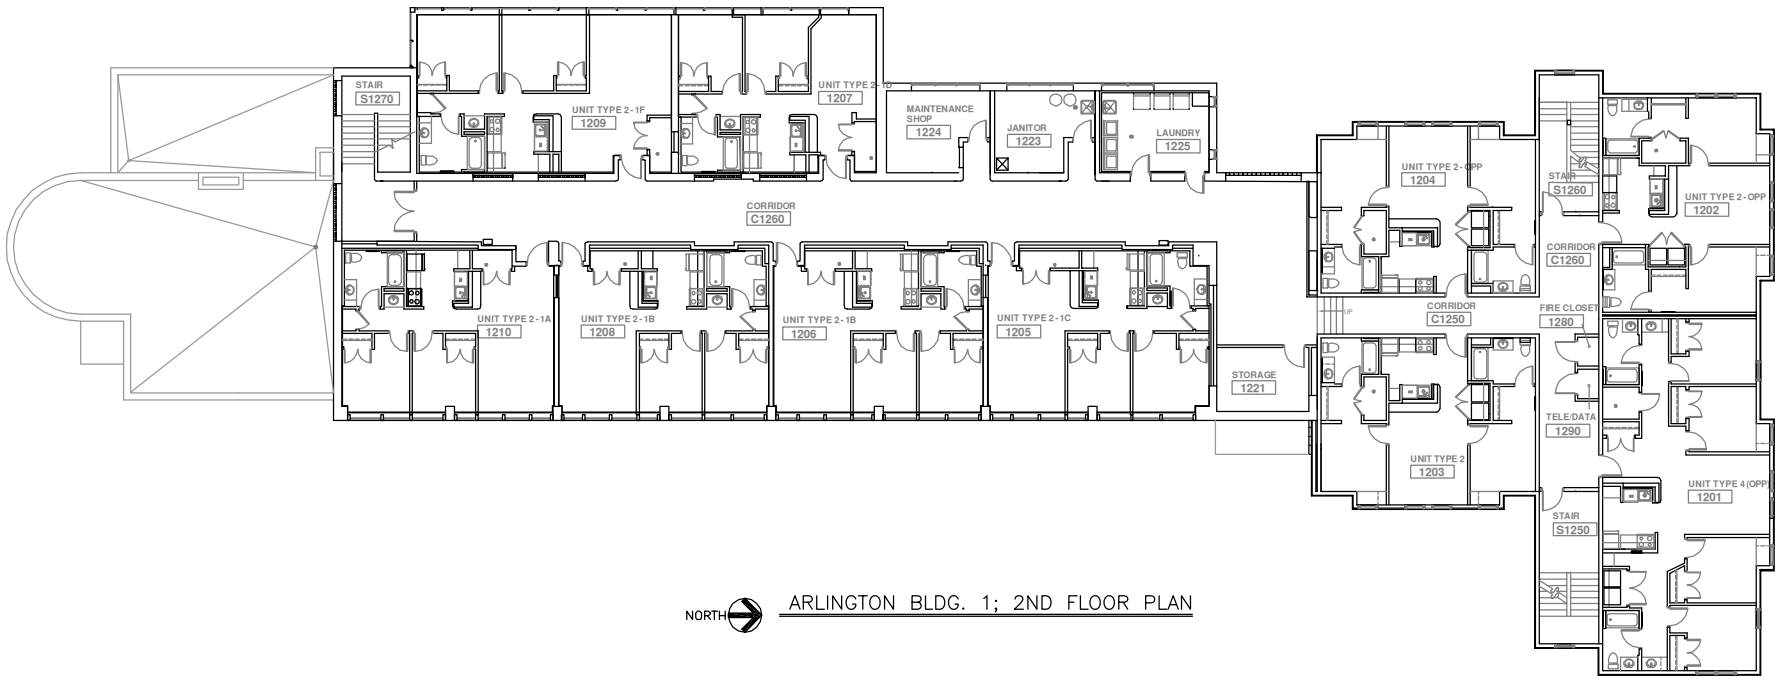 STAIR
S1270
UNIT TYPE 2-1F
1209
UNIT TYPE 2-1D
1207
MAINTENANCE
SHOP
1224
JANITOR
1223
LAUNDRY
1225
UNIT TYPE 2-OPP
1204
STAIR
S1260
UNIT TYPE 2-OPP
1202
CORRIDOR
C1260
CORRIDOR
C1260
UNIT TYPE 2-1A
1210
UNIT TYPE 2-1B
1208
UNIT TYPE 2-1B
1206
UNIT TYPE 2-1C
1205
UP
CORRIDOR
C1250
FIRE CLOSET
1280
STORAGE
1221
TELE/DATA
1290
UNIT TYPE 2
1203
UNIT TYPE 4 (OPP)
1201
STAIR
S1250
NORTH
ARLINGTON BLDG. 1; 2ND FLOOR PLAN